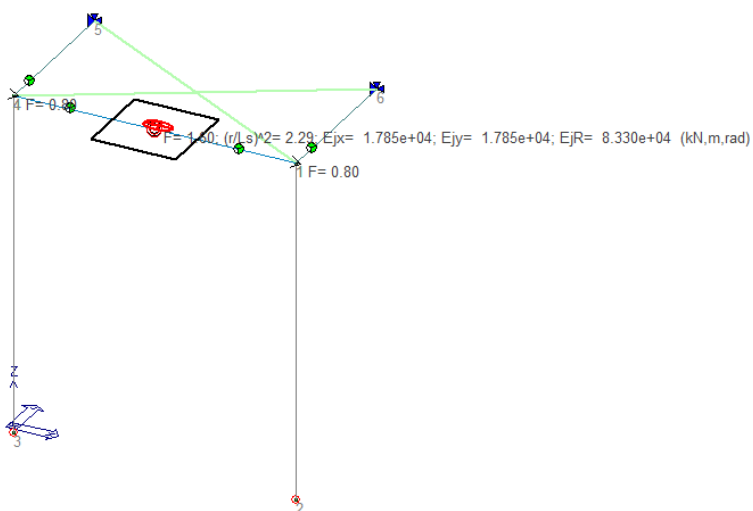 5
6
4 F= 0.80
F= 1.50; (r/Ls)^2= 2.29; Ejx= 1.785e+04; Ejy= 1.785e+04; EjR= 8.330e+04 (kN,m,rad)
1 F= 0.80
Z
3
2